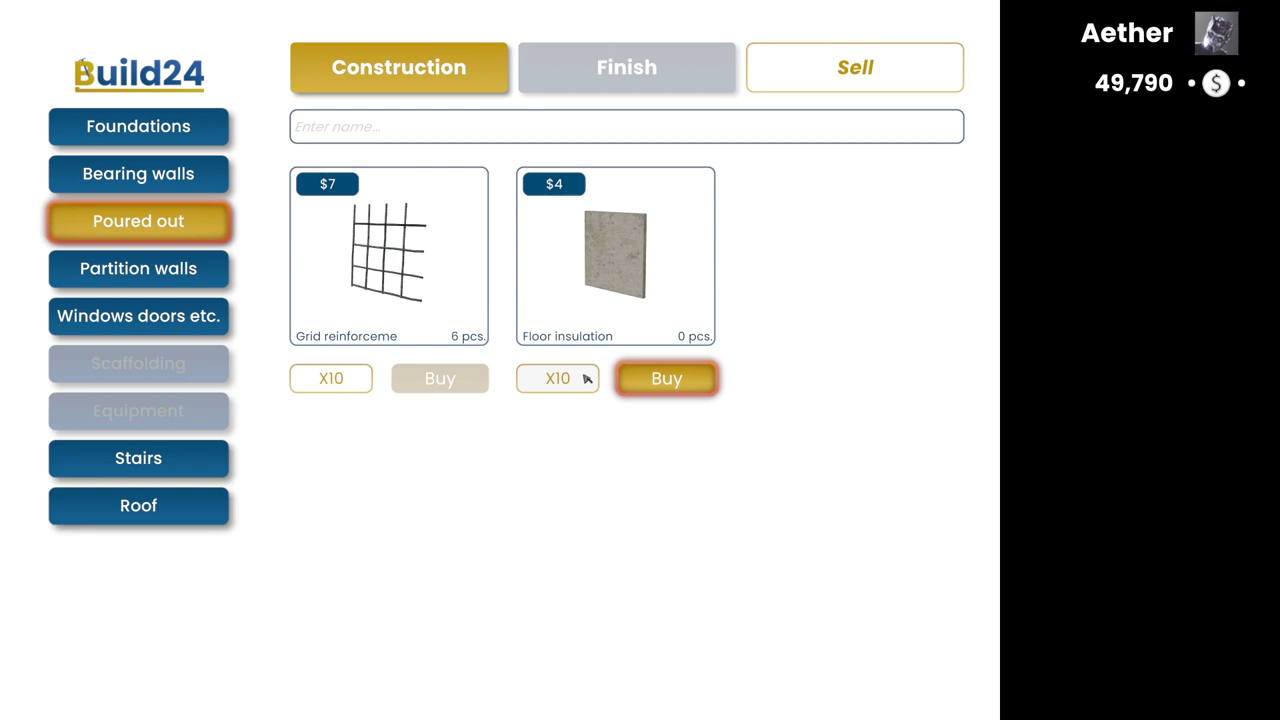 Build24
Construction
Finish
Sell
Aether
49,790
$
Enter name...
Foundations
Bearing walls
Poured out
Partition walls
Windows doors etc.
Scaffolding
Equipment
Stairs
Roof
$7
Grid reinforceme 6 pcs.
X10
Buy
$4
Floor insulation 0 pcs.
X10
Buy